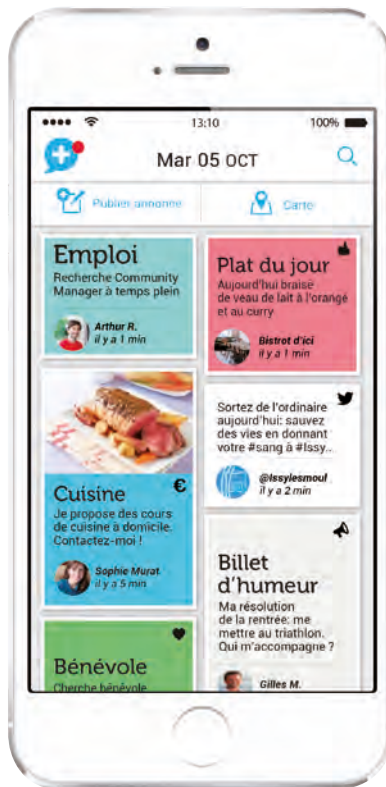 13:10
100%
Mar 05 OCT
Publier annonce
Carte
Emploi
Recherche Community
Manager à temps plein
Arthur R.
il y a 1 min
Plat du jour
Aujourd'hui braisé
de veau de lait à l'orange
et au curry
Bistrot d'ici
il y a 1 min
Cuisine
€
Je propose des cours
de cuisine à domicile.
Contactez-moi !
Sophie Murat
il y a 5 min
Sortez de l'ordinaire
aujourd'hui: sauvez
des vies en donnant
votre #sang à #Issy..
@Issylesmoul
il y a 2 min
Billet
d'humeur
Ma résolution
de la rentrée: me
mettre au triathlon.
Qui m'accompagne ?
Gilles M.
Bénévole
Cherche bénévole